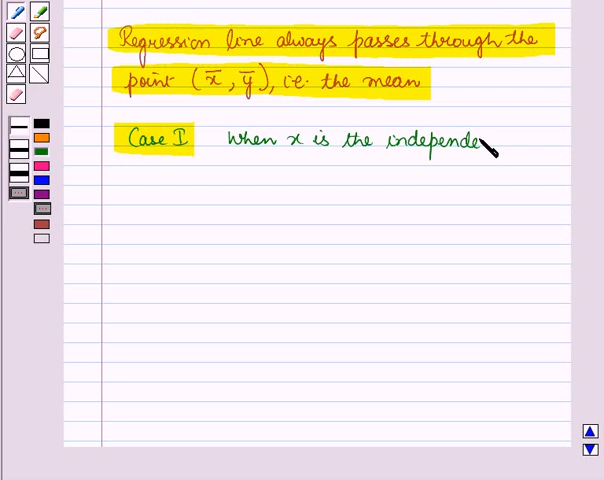 Regression line always passes through the
point (x̅, y̅), i.e. the mean
Case I When x is the independe